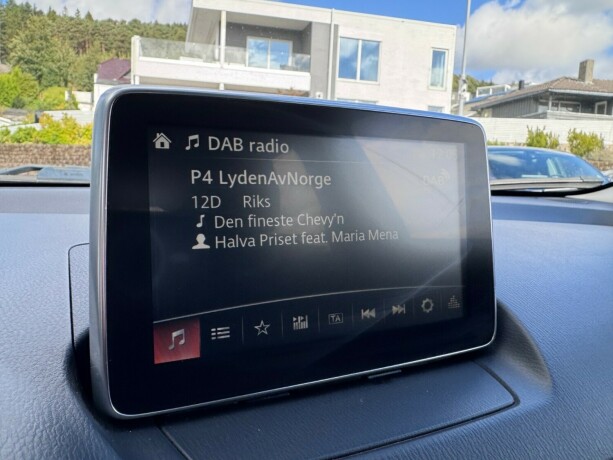 DAB radio
P4 LydenAvNorge
12D Riks
Den fineste Chevy'n
Halva Priset feat. Maria Mena
TA